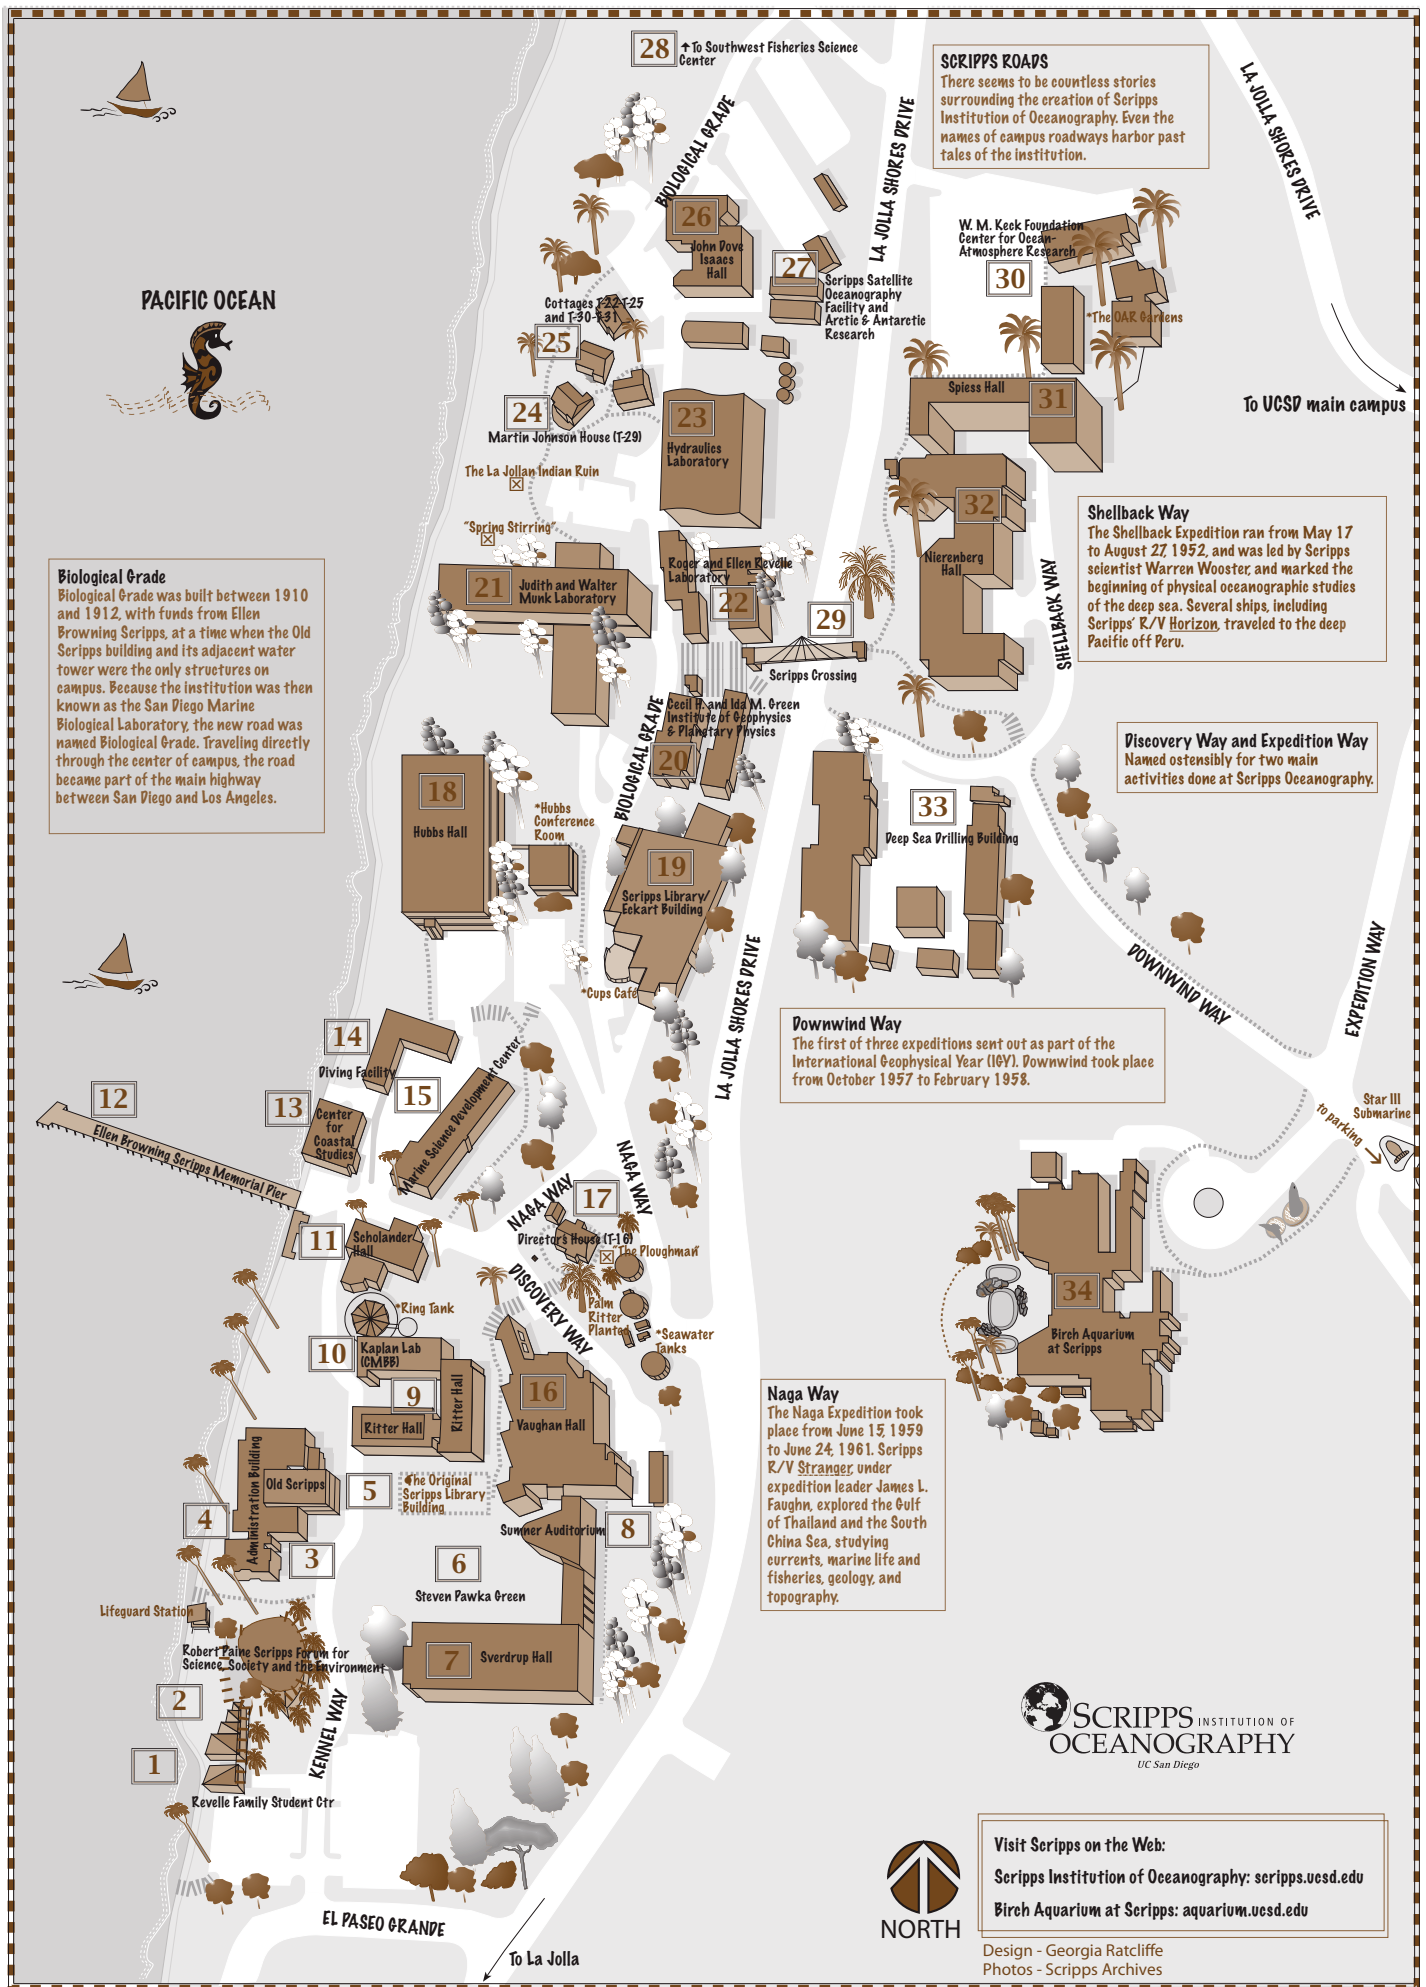 28
↑To Southwest Fisheries Science
Center
SCRIPPS ROADS
There seems to be countless stories
surrounding the creation of Scripps
Institution of Oceanography. Even the
names of campus roadways harbor past
tales of the institution.
LA JOLLA SHORES DRIVE
BIOLOGICAL GRADE
LA JOLLA SHORES DRIVE
26
John Dove
Isaacs
Hall
27
Scripps Satellite
Oceanography
Facility and
Arctic & Antarctic
Research
W. M. Keck Foundation
Center for Ocean-
Atmosphere Research
30
*The OAR Gardens
PACIFIC OCEAN
Cottages T-22-T-25
and T-30-T-31
25
24
Martin Johnson House (T-29)
23
Hydraulics
Laboratory
Spiess Hall
31
To UCSD main campus
The La Jollan Indian Ruin
"Spring Stirring"
32
Nierenberg
Hall
SHELLBACK WAY
Shellback Way
The Shellback Expedition ran from May 17
to August 27, 1952, and was led by Scripps
scientist Warren Wooster, and marked the
beginning of physical oceanographic studies
of the deep sea. Several ships, including
Scripps' R/V Horizon, traveled to the deep
Pacific off Peru.
Biological Grade
Biological Grade was built between 1910
and 1912, with funds from Ellen
Browning Scripps, at a time when the Old
Scripps building and its adjacent water
tower were the only structures on
campus. Because the institution was then
known as the San Diego Marine
Biological Laboratory, the new road was
named Biological Grade. Traveling directly
through the center of campus, the road
became part of the main highway
between San Diego and Los Angeles.
21
Judith and Walter
Munk Laboratory
Roger and Ellen Revelle
Laboratory
22
29
Scripps Crossing
Cecil H. and Ida M. Green
Institute of Geophysics
& Planetary Physics
20
BIOLOGICAL GRADE
Discovery Way and Expedition Way
Named ostensibly for two main
activities done at Scripps Oceanography.
18
Hubbs Hall
*Hubbs
Conference
Room
19
Scripps Library/
Eckart Building
*Cups Café
33
Deep Sea Drilling Building
LA JOLLA SHORES DRIVE
DOWNWIND WAY
EXPEDITION WAY
Downwind Way
The first of three expeditions sent out as part of the
International Geophysical Year (IGY). Downwind took place
from October 1957 to February 1958.
14
Diving Facility
15
Marine Science Development Center
12
Ellen Browning Scripps Memorial Pier
13
Center
for
Coastal
Studies
Star III
Submarine
to parking
NAGA WAY
NAGA WAY
17
Director's House (T-16)
"The Ploughman"
11
Scholander
Hall
*Ring Tank
DISCOVERY WAY
Palm
Ritter
Planted
*Seawater
Tanks
34
Birch Aquarium
at Scripps
10
Kaplan Lab
(CMBB)
9
Ritter Hall
Ritter Hall
16
Vaughan Hall
Naga Way
The Naga Expedition took
place from June 15, 1959
to June 24, 1961. Scripps
R/V Stranger, under
expedition leader James L.
Faughn, explored the Gulf
of Thailand and the South
China Sea, studying
currents, marine life and
fisheries, geology, and
topography.
Administration Building
Old Scripps
5
The Original
Scripps Library
Building
4
3
Sumner Auditorium
8
6
Steven Pawka Green
Lifeguard Station
Robert Paine Scripps Forum for
Science, Society and the Environment
7
Sverdrup Hall
2
1
KENNEL WAY
Revelle Family Student Ctr
SCRIPPS INSTITUTION OF
OCEANOGRAPHY
UC San Diego
EL PASEO GRANDE
To La Jolla
NORTH
Visit Scripps on the Web:
Scripps Institution of Oceanography: scripps.ucsd.edu
Birch Aquarium at Scripps: aquarium.ucsd.edu
Design - Georgia Ratcliffe
Photos - Scripps Archives